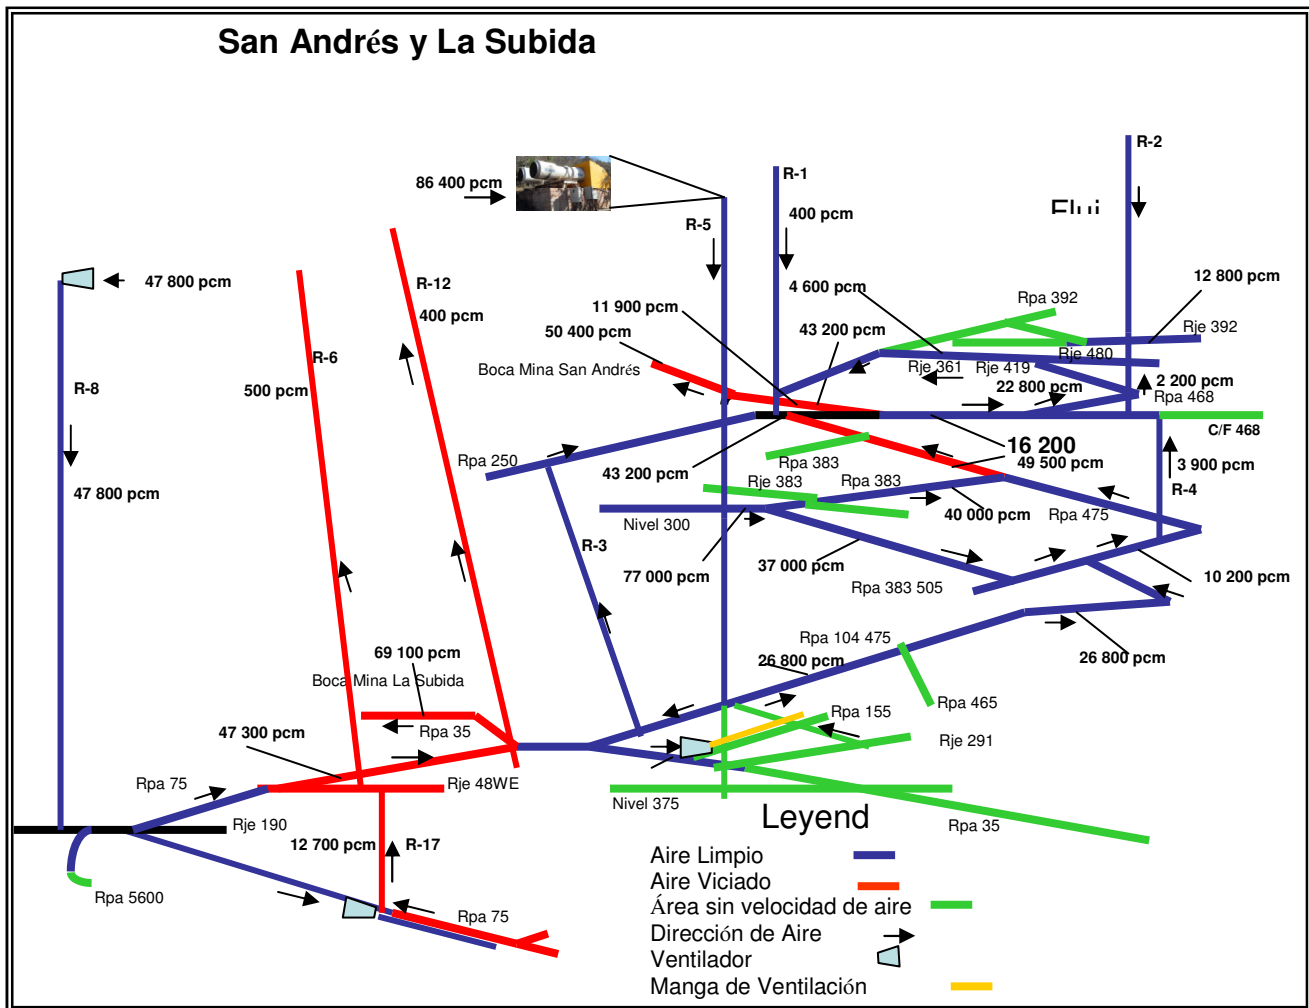 San Andrés y La Subida
R-2
86 400 pcm
R-1
400 pcm
R-5
47 800 pcm
R-12
400 pcm
4 600 pcm
12 800 pcm
Rpa 392
11 900 pcm
50 400 pcm
43 200 pcm
Rje 392
Rje 480
R-6
500 pcm
Boca Mina San Andrés
Rje 361
Rje 419
22 800 pcm
2 200 pcm
Rpa 468
R-8
C/F 468
16 200
49 500 pcm
Rpa 250
43 200 pcm
Rpa 383
3 900 pcm
R-4
47 800 pcm
Rje 383
Rpa 383
40 000 pcm
Rpa 475
Nivel 300
R-3
77 000 pcm
37 000 pcm
Rpa 383 505
10 200 pcm
Rpa 104 475
69 100 pcm
26 800 pcm
26 800 pcm
Boca Mina La Subida
Rpa 465
Rpa 155
Rpa 35
47 300 pcm
Rje 291
Rpa 75
Rje 48WE
Nivel 375
Rje 190
12 700 pcm
R-17
Rpa 35
Rpa 5600
Rpa 75
Leyend
Aire Limpio
Aire Viciado
Área sin velocidad de aire
Dirección de Aire
Ventilador
Manga de Ventilación